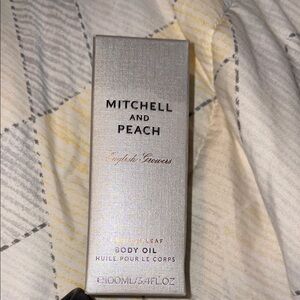 MITCHELL
AND
PEACH
English Growers
LEAF
BODY OIL
HUILE POUR LE CORPS
℮100ML/3.4FL.OZ